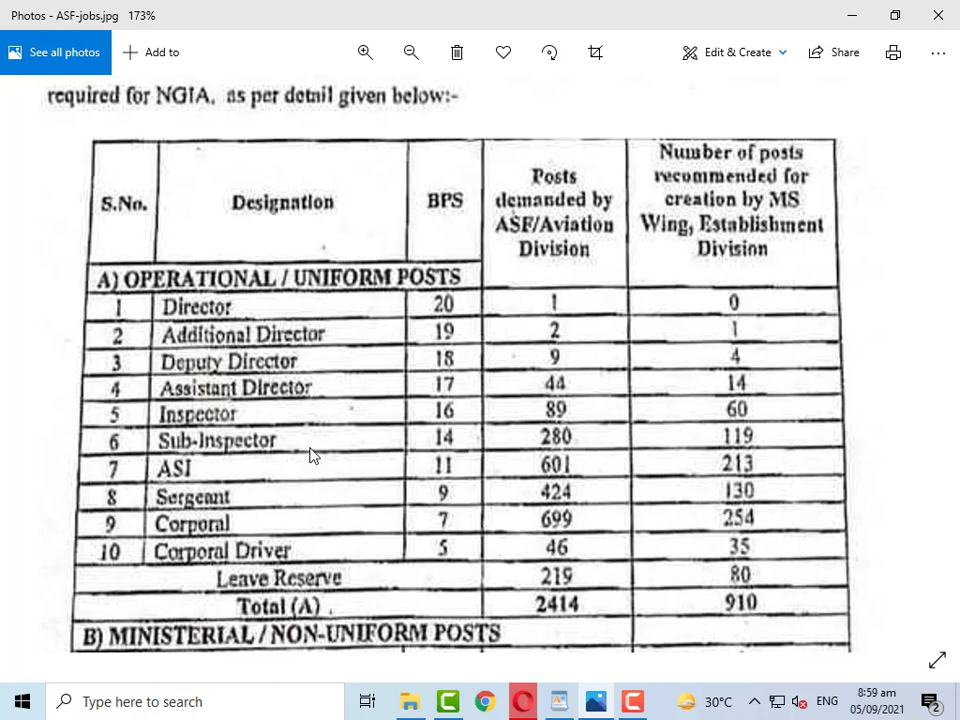 Photos - ASF-jobs.jpg 173%
See all photos Add to Edit & Create Share
required for NGIA, as per detail given below:-
S.No. Designation BPS Posts demanded by ASF/Aviation Division Number of posts recommended for creation by MS Wing, Establishment Division
A) OPERATIONAL / UNIFORM POSTS
1 Director 20 1 0
2 Additional Director 19 2 1
3 Deputy Director 18 9 4
4 Assistant Director 17 44 14
5 Inspector 16 89 60
6 Sub-Inspector 14 280 119
7 ASI 11 601 213
8 Sergeant 9 424 130
9 Corporal 7 699 254
10 Corporal Driver 5 46 35
Leave Reserve 219 80
Total (A) 2414 910
B) MINISTERIAL / NON-UNIFORM POSTS
Type here to search 30°C ENG 8:59 am
05/09/2021 2